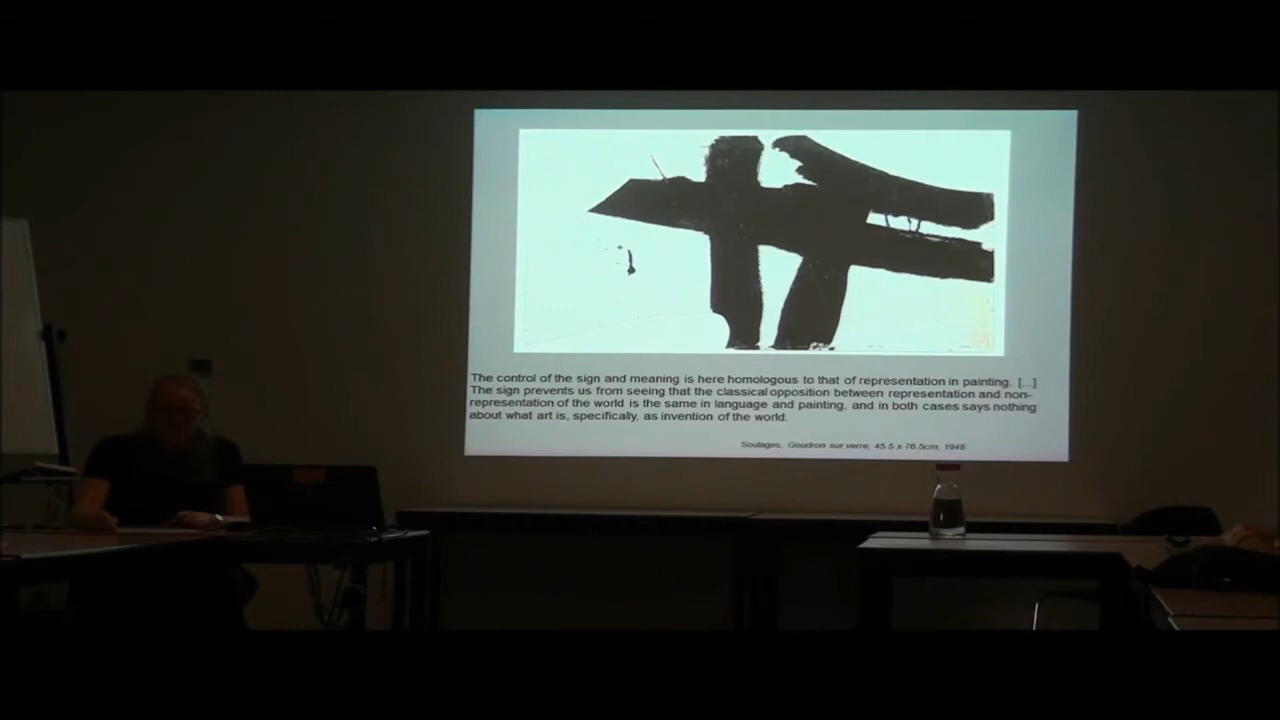 The control of the sign and meaning is here homologous to that of representation in painting. [...]
The sign prevents us from seeing that the classical opposition between representation and non-
representation of the world is the same in language and painting, and in both cases says nothing
about what art is, specifically, as invention of the world.
Soulages, Goudron sur verre, 45.5 x 76.5cm, 1948